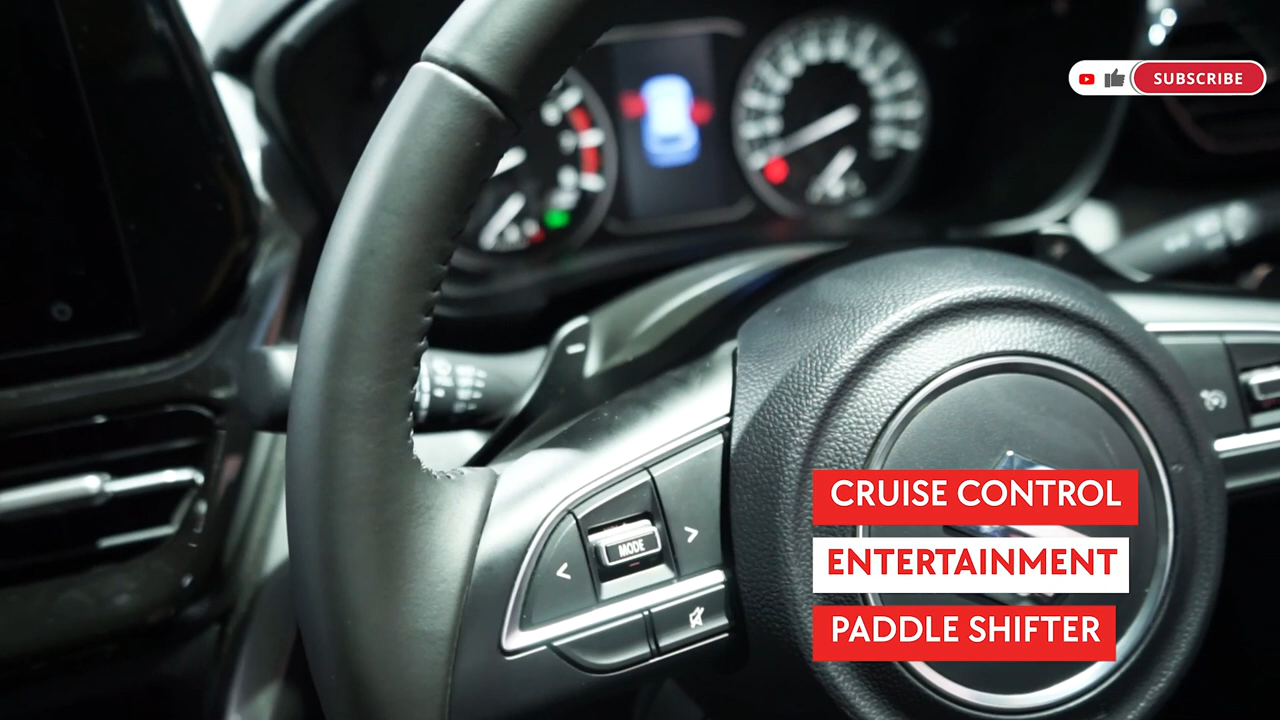 SUBSCRIBE
MODE
CRUISE CONTROL
ENTERTAINMENT
PADDLE SHIFTER